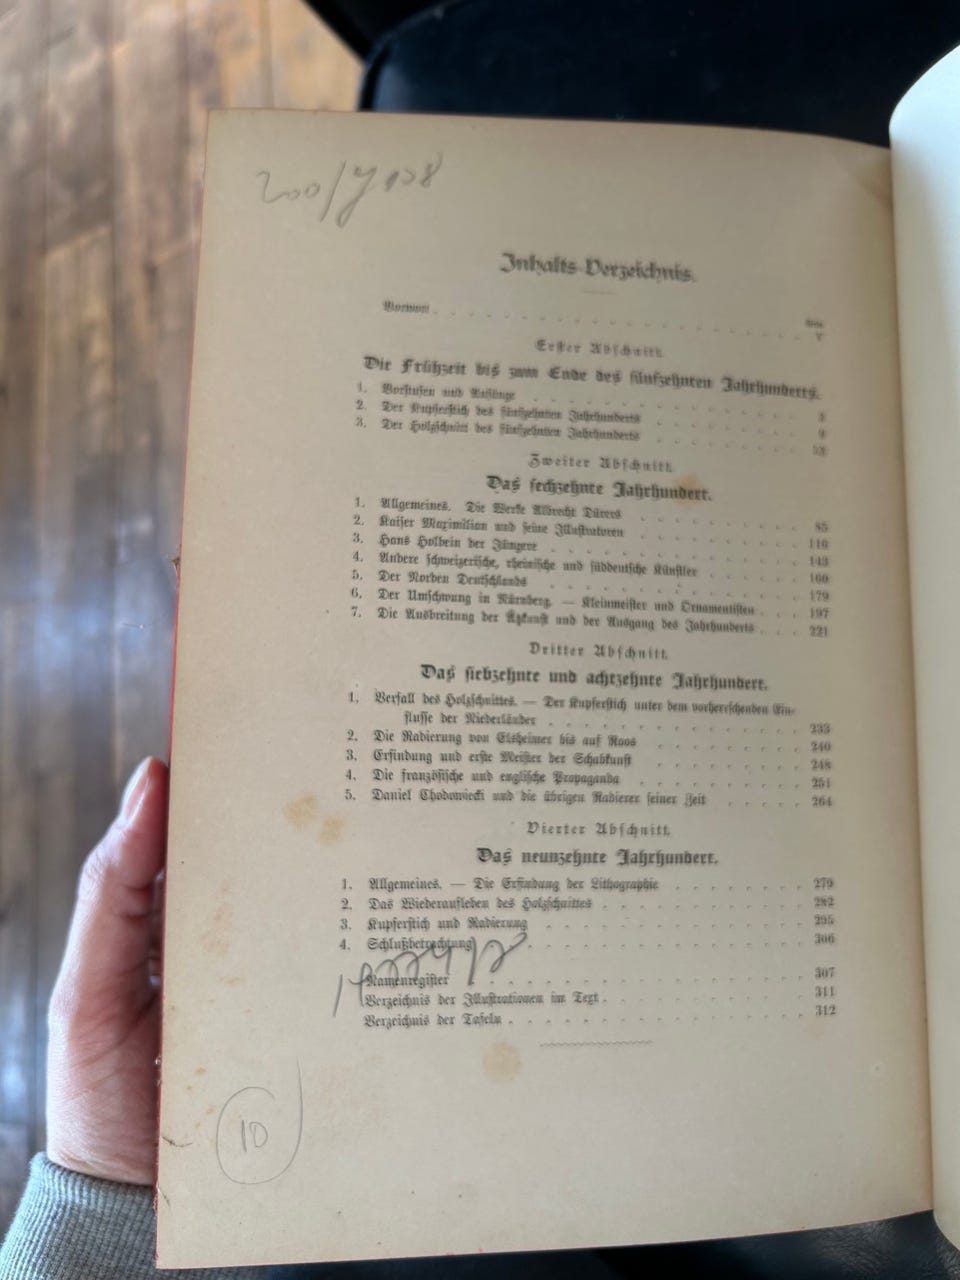 Inhalts-Verzeichnis.
Seite
Vorwort . . . . . . . . . . V
Erster Abschnitt.
Die Frühzeit bis zum Ende des fünfzehnten Jahrhunderts.
1. Vorstufen und Anfänge . . . . . . 3
2. Der Kupferstich des fünfzehnten Jahrhunderts . . . . . . 9
3. Der Holzschnitt des fünfzehnten Jahrhunderts . . . . . . 53
Zweiter Abschnitt.
Das sechzehnte Jahrhundert.
1. Allgemeines. Die Werke Albrecht Dürers . . . . . . 85
2. Kaiser Maximilian und seine Illustratoren . . . . . . 116
3. Hans Holbein der Jüngere . . . . . . 143
4. Andere schweizerische, rheinische und süddeutsche Künstler . . . . . . 160
5. Der Norden Deutschlands . . . . . . 179
6. Der Umschwung in Nürnberg. — Kleinmeister und Ornamentisten . . . 197
7. Die Ausbreitung der Ätzkunst und der Ausgang des Jahrhunderts . . . 221
Dritter Abschnitt.
Das siebzehnte und achtzehnte Jahrhundert.
1. Verfall des Holzschnittes. — Der Kupferstich unter dem vorherrschenden Ein-
flusse der Niederländer . . . . . . 233
2. Die Radierung von Elsheimer bis auf Roos . . . . . . 240
3. Erfindung und erste Meister der Schabkunst . . . . . . 248
4. Die französische und englische Propaganda . . . . . . 251
5. Daniel Chodowiecki und die übrigen Radierer seiner Zeit . . . . . 264
Vierter Abschnitt.
Das neunzehnte Jahrhundert.
1. Allgemeines. — Die Erfindung der Lithographie . . . . . . 279
2. Das Wiederaufleben des Holzschnittes . . . . . . 282
3. Kupferstich und Radierung . . . . . . 295
4. Schlußbetrachtung . . . . . . 306
Namenregister . . . . . . 307
Verzeichnis der Illustrationen im Text . . . . . . 311
Verzeichnis der Tafeln . . . . . . 312
10